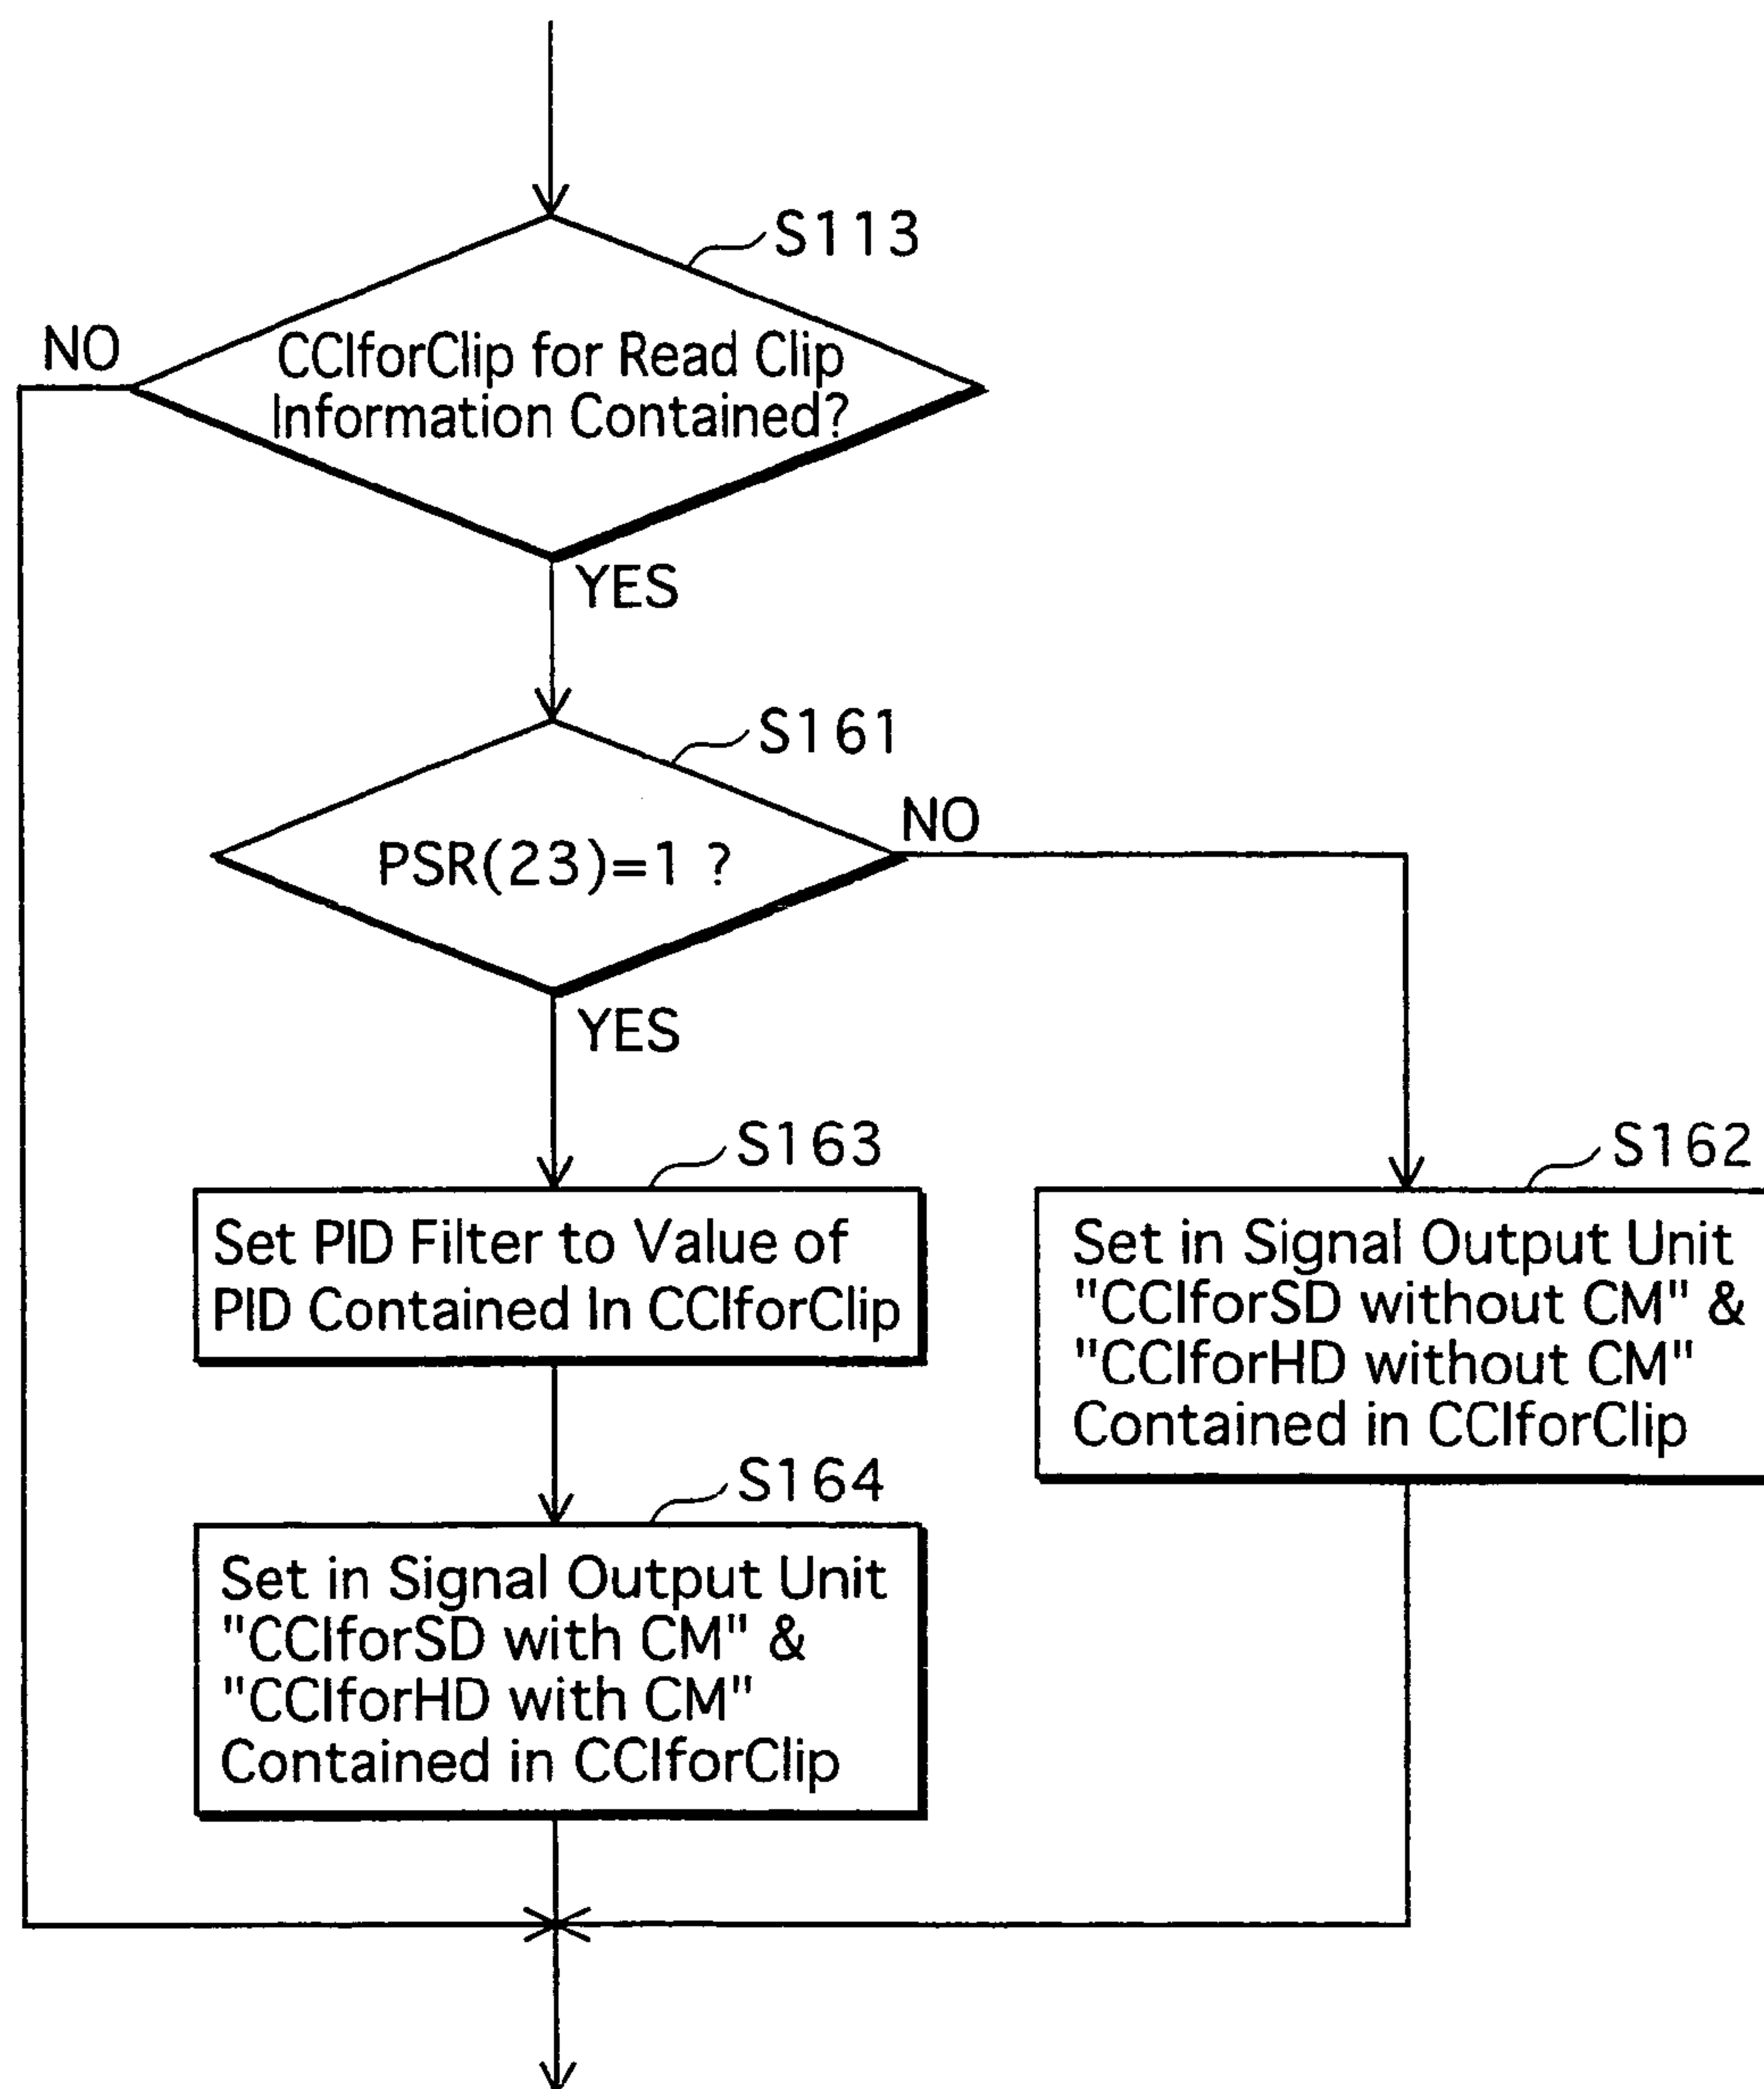 S113
NO
CCIforClip for Read Clip
Information Contained?
YES
S161
NO
PSR(23)=1 ?
YES
S163
Set PID Filter to Value of
PID Contained In CCIforClip
S162
Set in Signal Output Unit
"CCIforSD without CM" &
"CCIforHD without CM"
Contained in CCIforClip
S164
Set in Signal Output Unit
"CCIforSD with CM" &
"CCIforHD with CM"
Contained in CCIforClip